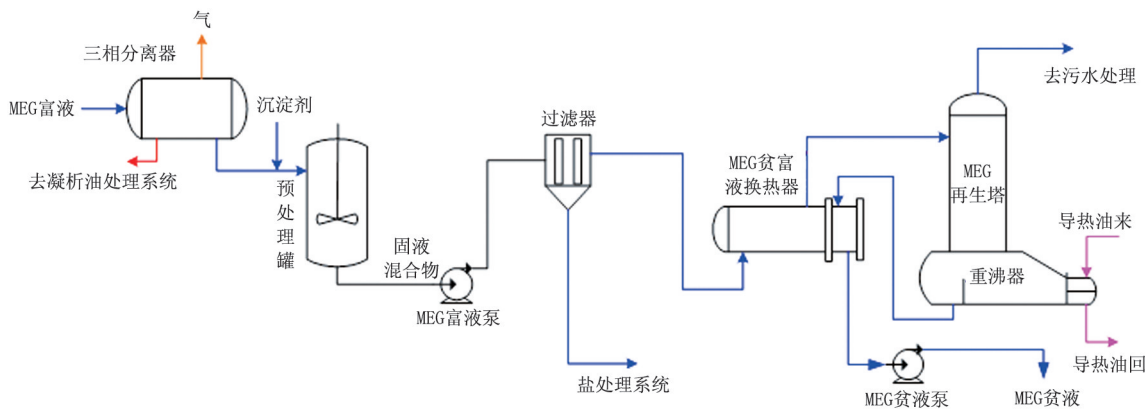 气
三相分离器
MEG富液
沉淀剂
去凝析油处理系统
预
处
理
罐
固液
混合物
MEG富液泵
过滤器
盐处理系统
MEG贫富
液换热器
去污水处理
MEG
再生塔
导热油来
重沸器
导热油回
MEG贫液泵
MEG贫液